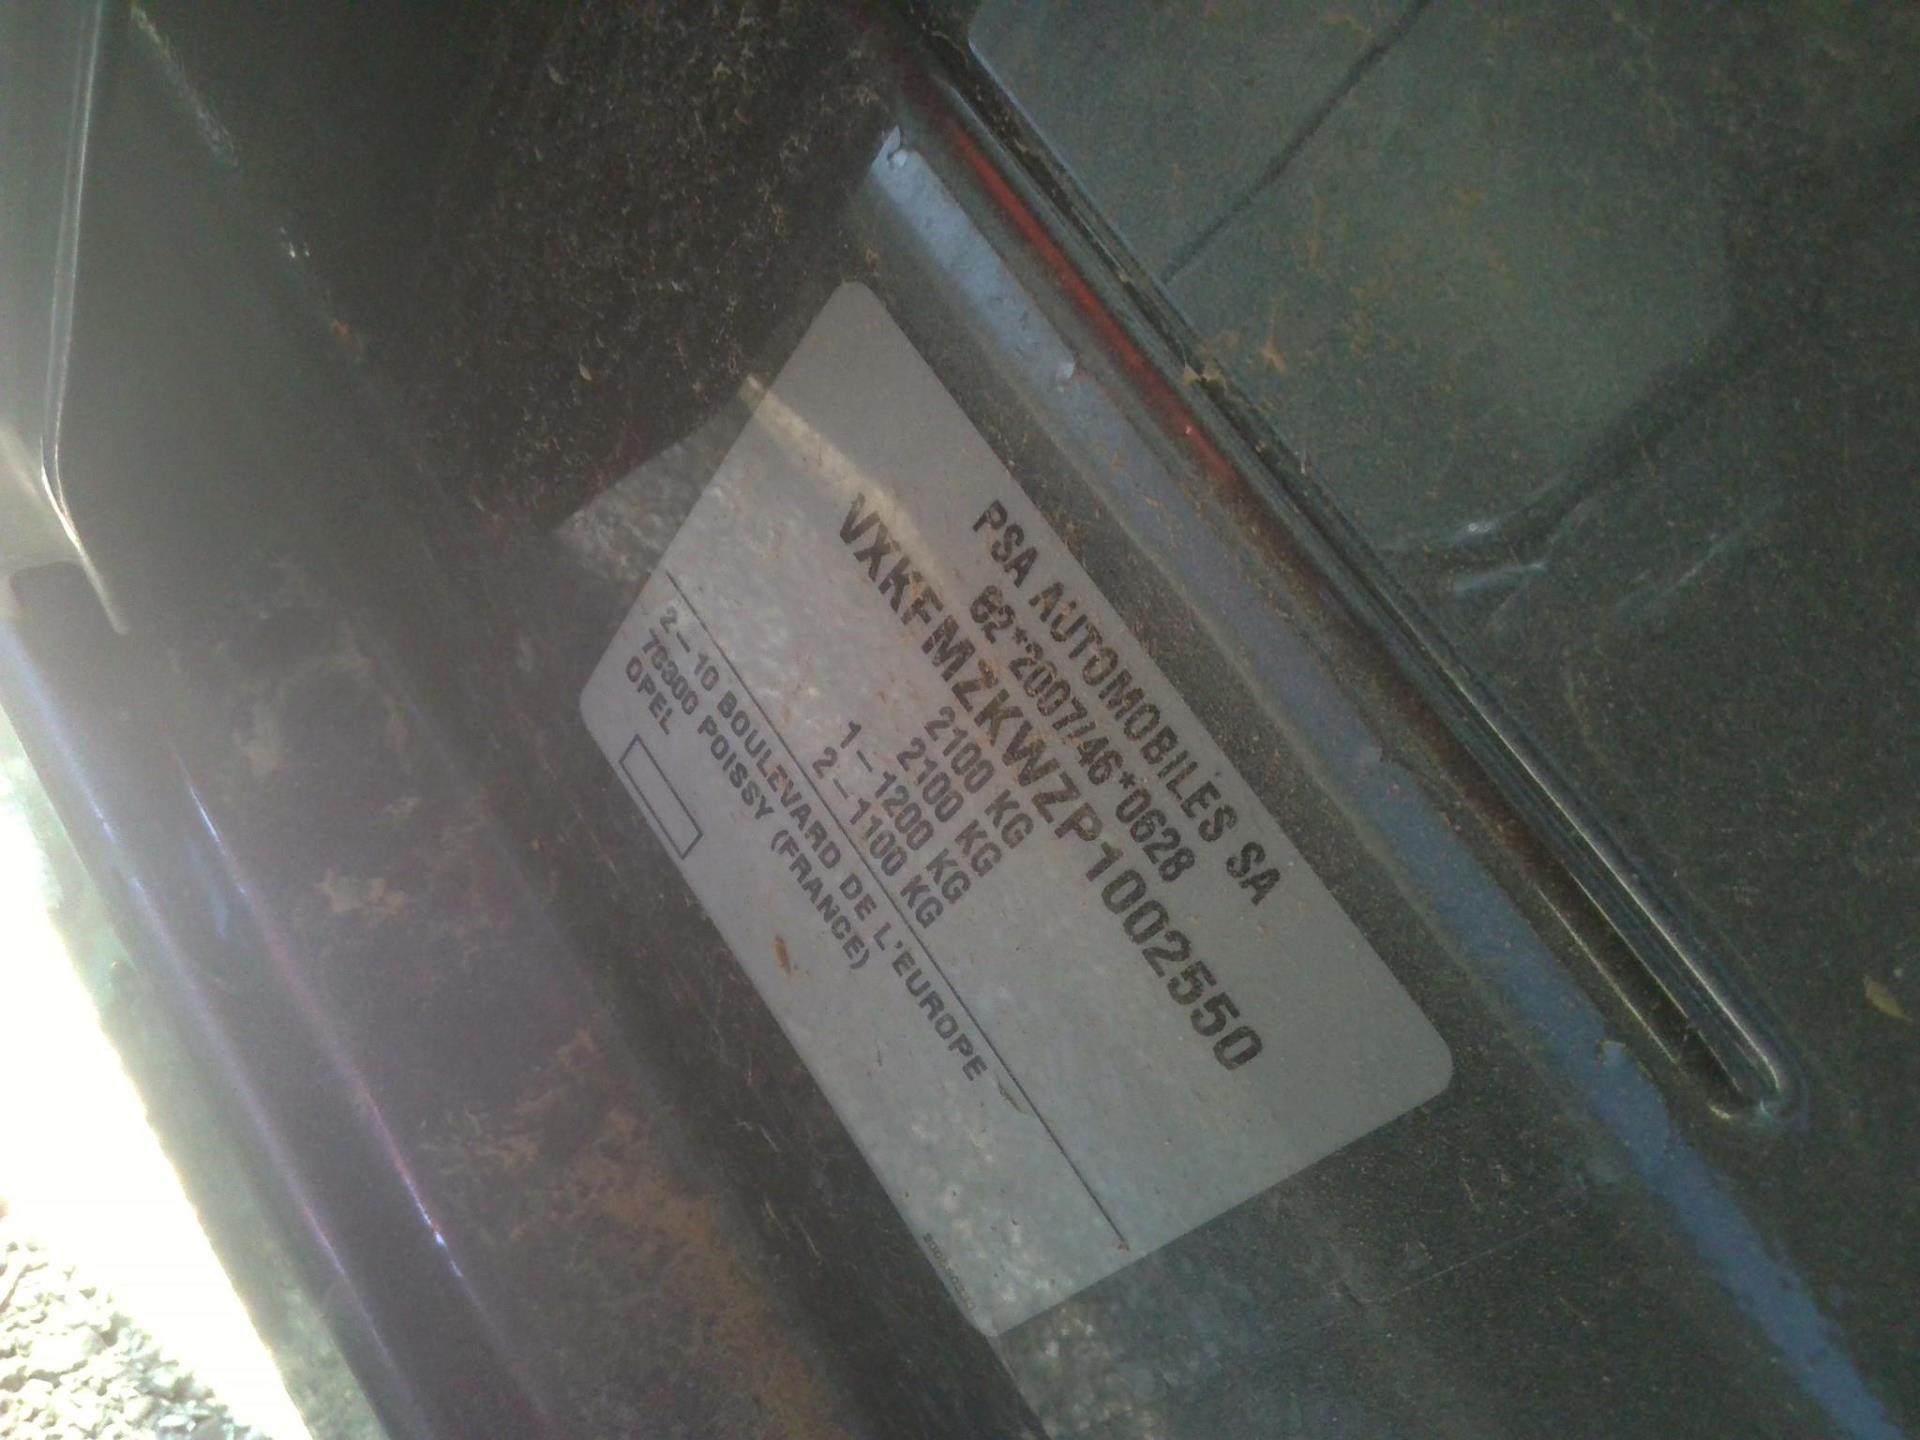 PSA AUTOMOBILES SA
62*2007/46*0628
VXKFMZKWZP1002550
2100 KG
2100 KG
1-1200 KG
2-1100 KG
2-10 BOULEVARD DE L'EUROPE
78300 POISSY (FRANCE)
OPEL